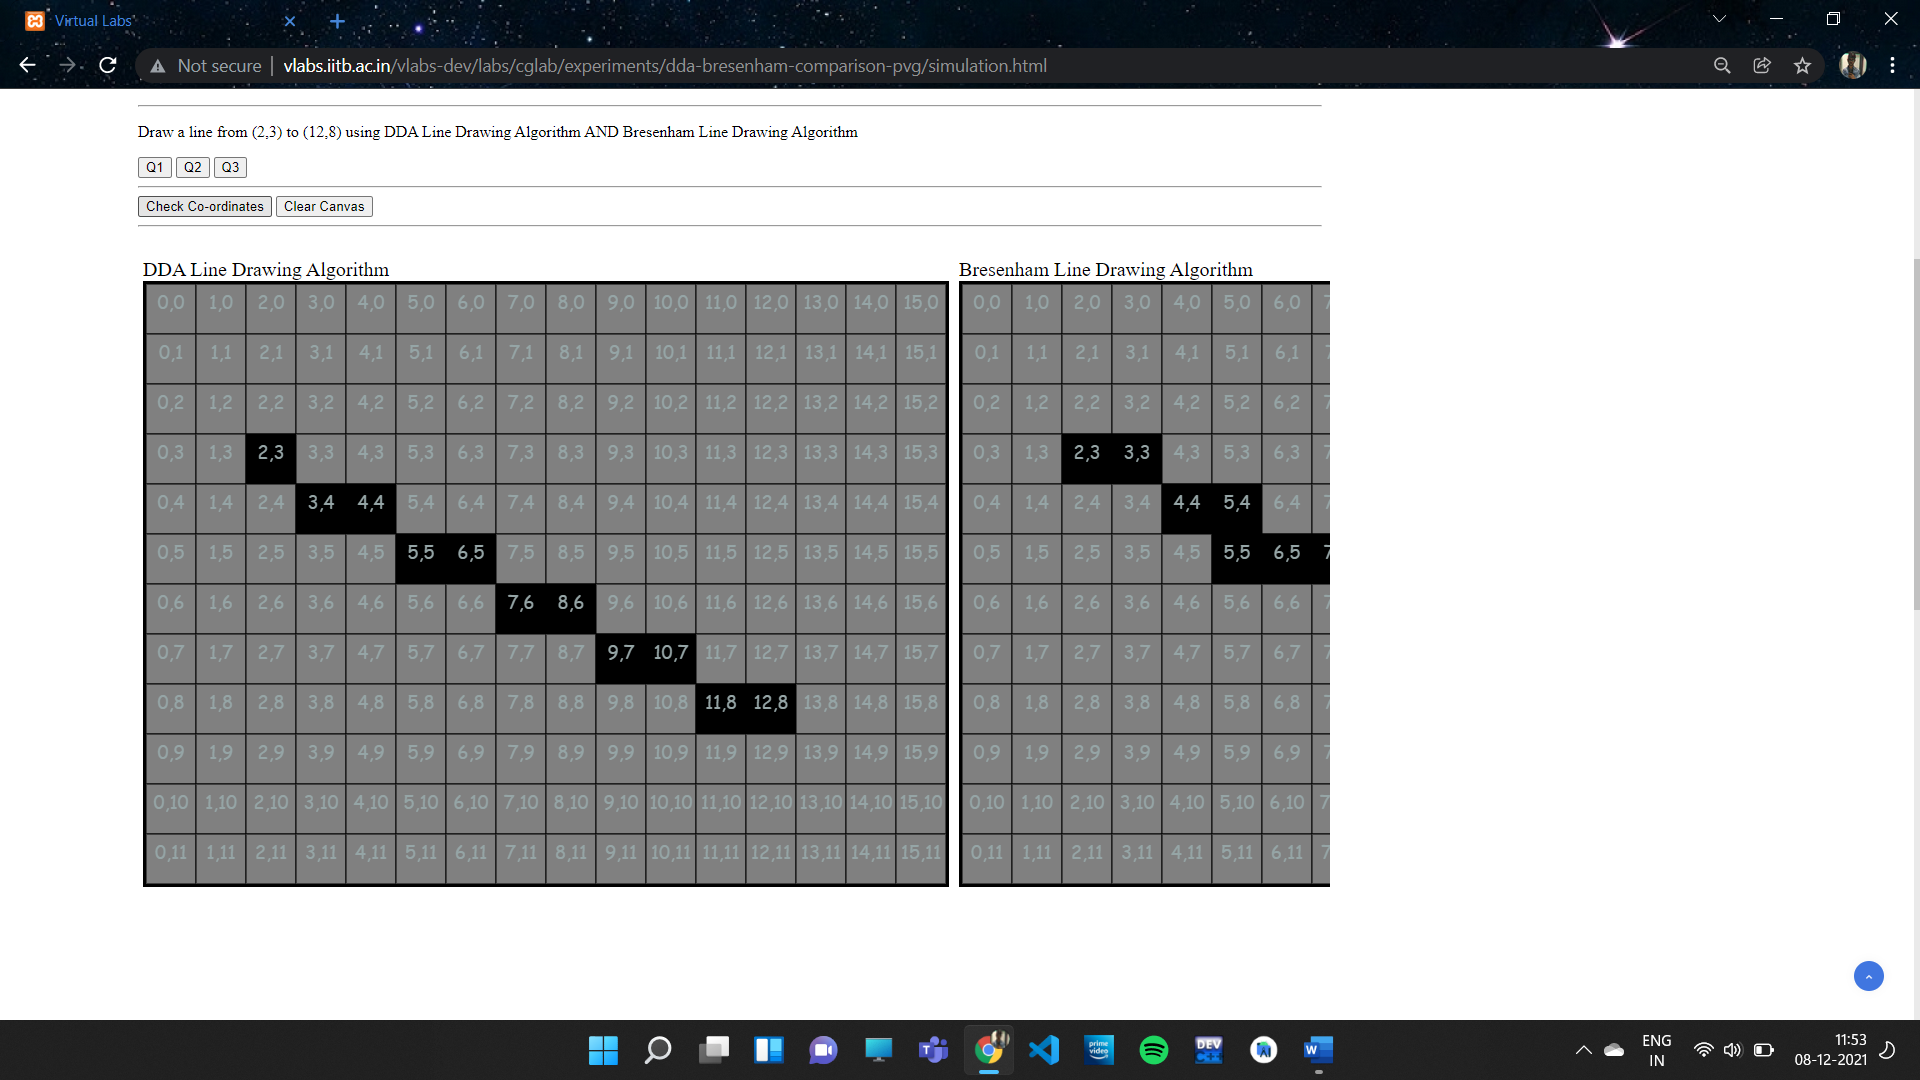 Virtual Labs
Not secure | vlabs.iitb.ac.in/vlabs-dev/labs/cglab/experiments/dda-bresenham-comparison-pvg/simulation.html
Draw a line from (2,3) to (12,8) using DDA Line Drawing Algorithm AND Bresenham Line Drawing Algorithm
Q1 Q2 Q3
Check Co-ordinates Clear Canvas
DDA Line Drawing Algorithm
0,0 1,0 2,0 3,0 4,0 5,0 6,0 7,0 8,0 9,0 10,0 11,0 12,0 13,0 14,0 15,0
0,1 1,1 2,1 3,1 4,1 5,1 6,1 7,1 8,1 9,1 10,1 11,1 12,1 13,1 14,1 15,1
0,2 1,2 2,2 3,2 4,2 5,2 6,2 7,2 8,2 9,2 10,2 11,2 12,2 13,2 14,2 15,2
0,3 1,3 2,3 3,3 4,3 5,3 6,3 7,3 8,3 9,3 10,3 11,3 12,3 13,3 14,3 15,3
0,4 1,4 2,4 3,4 4,4 5,4 6,4 7,4 8,4 9,4 10,4 11,4 12,4 13,4 14,4 15,4
0,5 1,5 2,5 3,5 4,5 5,5 6,5 7,5 8,5 9,5 10,5 11,5 12,5 13,5 14,5 15,5
0,6 1,6 2,6 3,6 4,6 5,6 6,6 7,6 8,6 9,6 10,6 11,6 12,6 13,6 14,6 15,6
0,7 1,7 2,7 3,7 4,7 5,7 6,7 7,7 8,7 9,7 10,7 11,7 12,7 13,7 14,7 15,7
0,8 1,8 2,8 3,8 4,8 5,8 6,8 7,8 8,8 9,8 10,8 11,8 12,8 13,8 14,8 15,8
0,9 1,9 2,9 3,9 4,9 5,9 6,9 7,9 8,9 9,9 10,9 11,9 12,9 13,9 14,9 15,9
0,10 1,10 2,10 3,10 4,10 5,10 6,10 7,10 8,10 9,10 10,10 11,10 12,10 13,10 14,10 15,10
0,11 1,11 2,11 3,11 4,11 5,11 6,11 7,11 8,11 9,11 10,11 11,11 12,11 13,11 14,11 15,11
Bresenham Line Drawing Algorithm
0,0 1,0 2,0 3,0 4,0 5,0 6,0
0,1 1,1 2,1 3,1 4,1 5,1 6,1
0,2 1,2 2,2 3,2 4,2 5,2 6,2
0,3 1,3 2,3 3,3 4,3 5,3 6,3
0,4 1,4 2,4 3,4 4,4 5,4 6,4
0,5 1,5 2,5 3,5 4,5 5,5 6,5
0,6 1,6 2,6 3,6 4,6 5,6 6,6
0,7 1,7 2,7 3,7 4,7 5,7 6,7
0,8 1,8 2,8 3,8 4,8 5,8 6,8
0,9 1,9 2,9 3,9 4,9 5,9 6,9
0,10 1,10 2,10 3,10 4,10 5,10 6,10
0,11 1,11 2,11 3,11 4,11 5,11 6,11
prime video
DEV C++
W
ENG
IN
11:53
08-12-2021